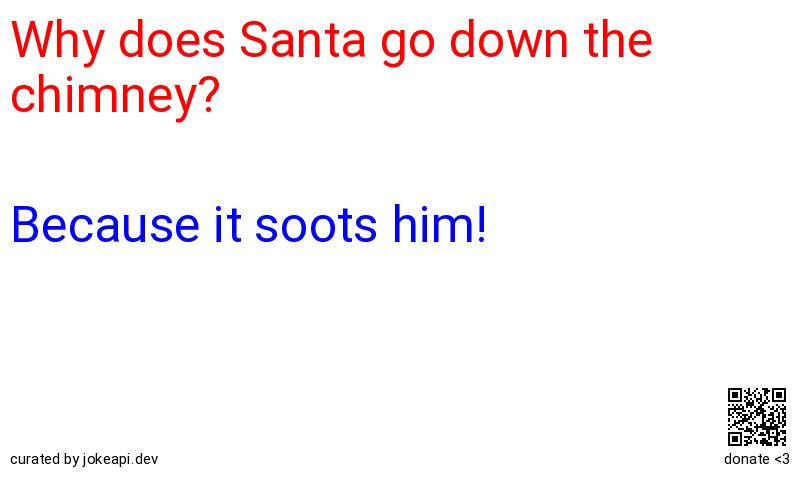 Why does Santa go down the
chimney?
Because it soots him!
curated by jokeapi.dev
donate <3